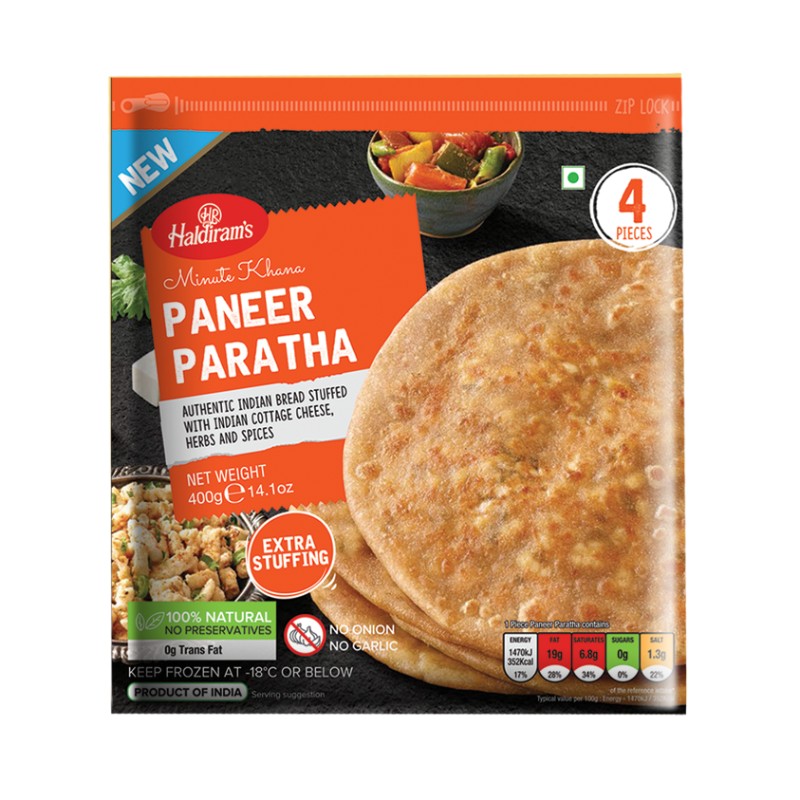 ZIP LOCK
NEW
HR
Haldiram's
4
PIECES
Minute Khana
PANEER
PARATHA
AUTHENTIC INDIAN BREAD STUFFED
WITH INDIAN COTTAGE CHEESE,
HERBS AND SPICES
NET WEIGHT
400g ℮ 14.1oz
EXTRA
STUFFING
100% NATURAL
NO PRESERVATIVES
0g Trans Fat
NO ONION
NO GARLIC
KEEP FROZEN AT -18°C OR BELOW
PRODUCT OF INDIA Serving suggestion
1 Piece Paneer Paratha contains
ENERGY FAT SATURATES SUGARS SALT
1470kJ 19g 6.8g 0g 1.3g
352Kcal
17% 28% 34% 0% 22%
of the reference intake
Typical value per 100g : Energy - 1470kJ /